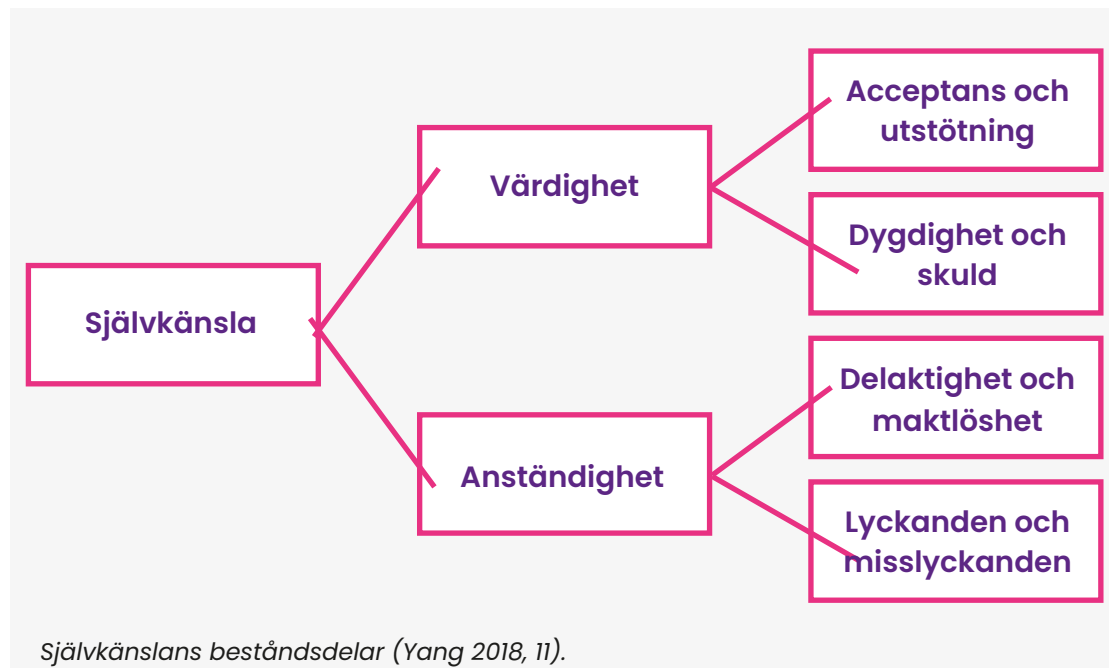 Acceptans och
utstötning
Värdighet
Dygdighet och
skuld
Självkänsla
Delaktighet och
maktlöshet
Anständighet
Lyckanden och
misslyckanden
Självkänslans beståndsdelar (Yang 2018, 11).